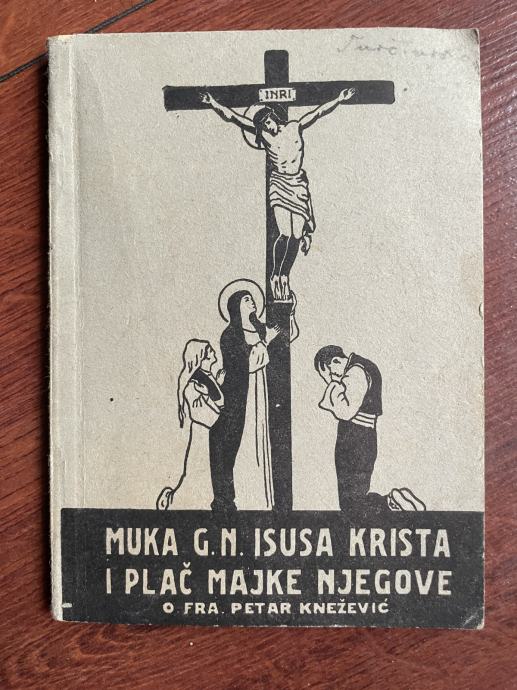 INRI
MUKA G.N. ISUSA KRISTA
I PLAČ MAJKE NJEGOVE
O FRA. PETAR KNEŽEVIĆ